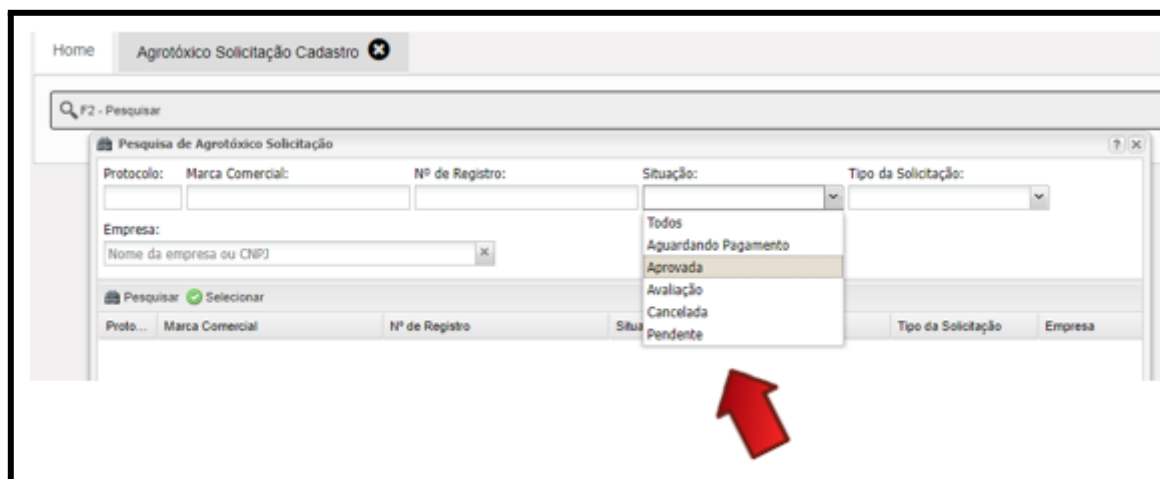 Home Agrotóxico Solicitação Cadastro
F2 - Pesquisar
Pesquisa de Agrotóxico Solicitação
Protocolo: Marca Comercial: Nº de Registro: Situação: Tipo da Solicitação:
Todos
Aguardando Pagamento
Aprovada
Avaliação
Cancelada
Pendente
Empresa:
Nome da empresa ou CNPJ
Pesquisar Selecionar
Proto... Marca Comercial Nº de Registro Situa Tipo da Solicitação Empresa